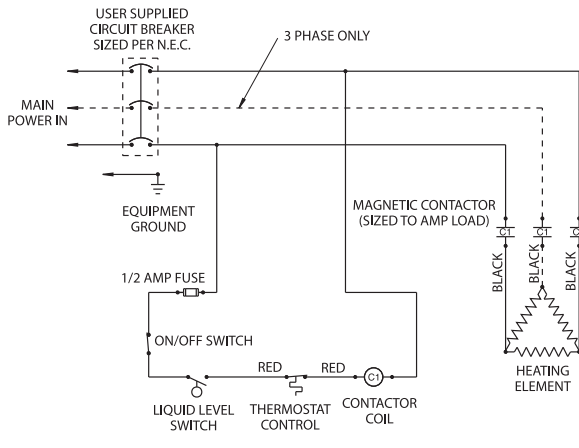 USER SUPPLIED
CIRCUIT BREAKER
SIZED PER N.E.C.
3 PHASE ONLY
MAIN
POWER IN
EQUIPMENT
GROUND
MAGNETIC CONTACTOR
(SIZED TO AMP LOAD)
C1
C1
C1
BLACK
BLACK
BLACK
1/2 AMP FUSE
ON/OFF SWITCH
RED
RED
C1
LIQUID LEVEL
SWITCH
THERMOSTAT
CONTROL
CONTACTOR
COIL
HEATING
ELEMENT